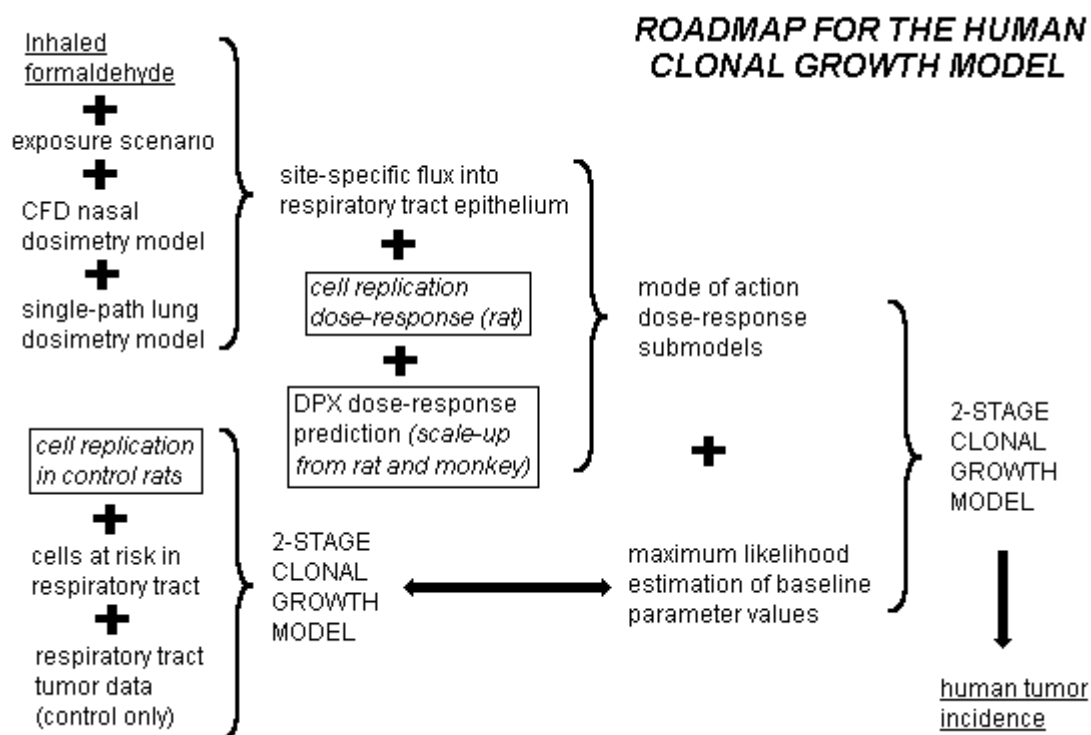 ROADMAP FOR THE HUMAN
CLONAL GROWTH MODEL
Inhaled
formaldehyde
+
exposure scenario
+
CFD nasal
dosimetry model
+
single-path lung
dosimetry model
site-specific flux into
respiratory tract epithelium
+
cell replication
dose-response (rat)
+
DPX dose-response
prediction (scale-up
from rat and monkey)
mode of action
dose-response
submodels
+
maximum likelihood
estimation of baseline
parameter values
cell replication
in control rats
+
cells at risk in
respiratory tract
+
respiratory tract
tumor data
(control only)
2-STAGE
CLONAL
GROWTH
MODEL
2-STAGE
CLONAL
GROWTH
MODEL
human tumor
incidence